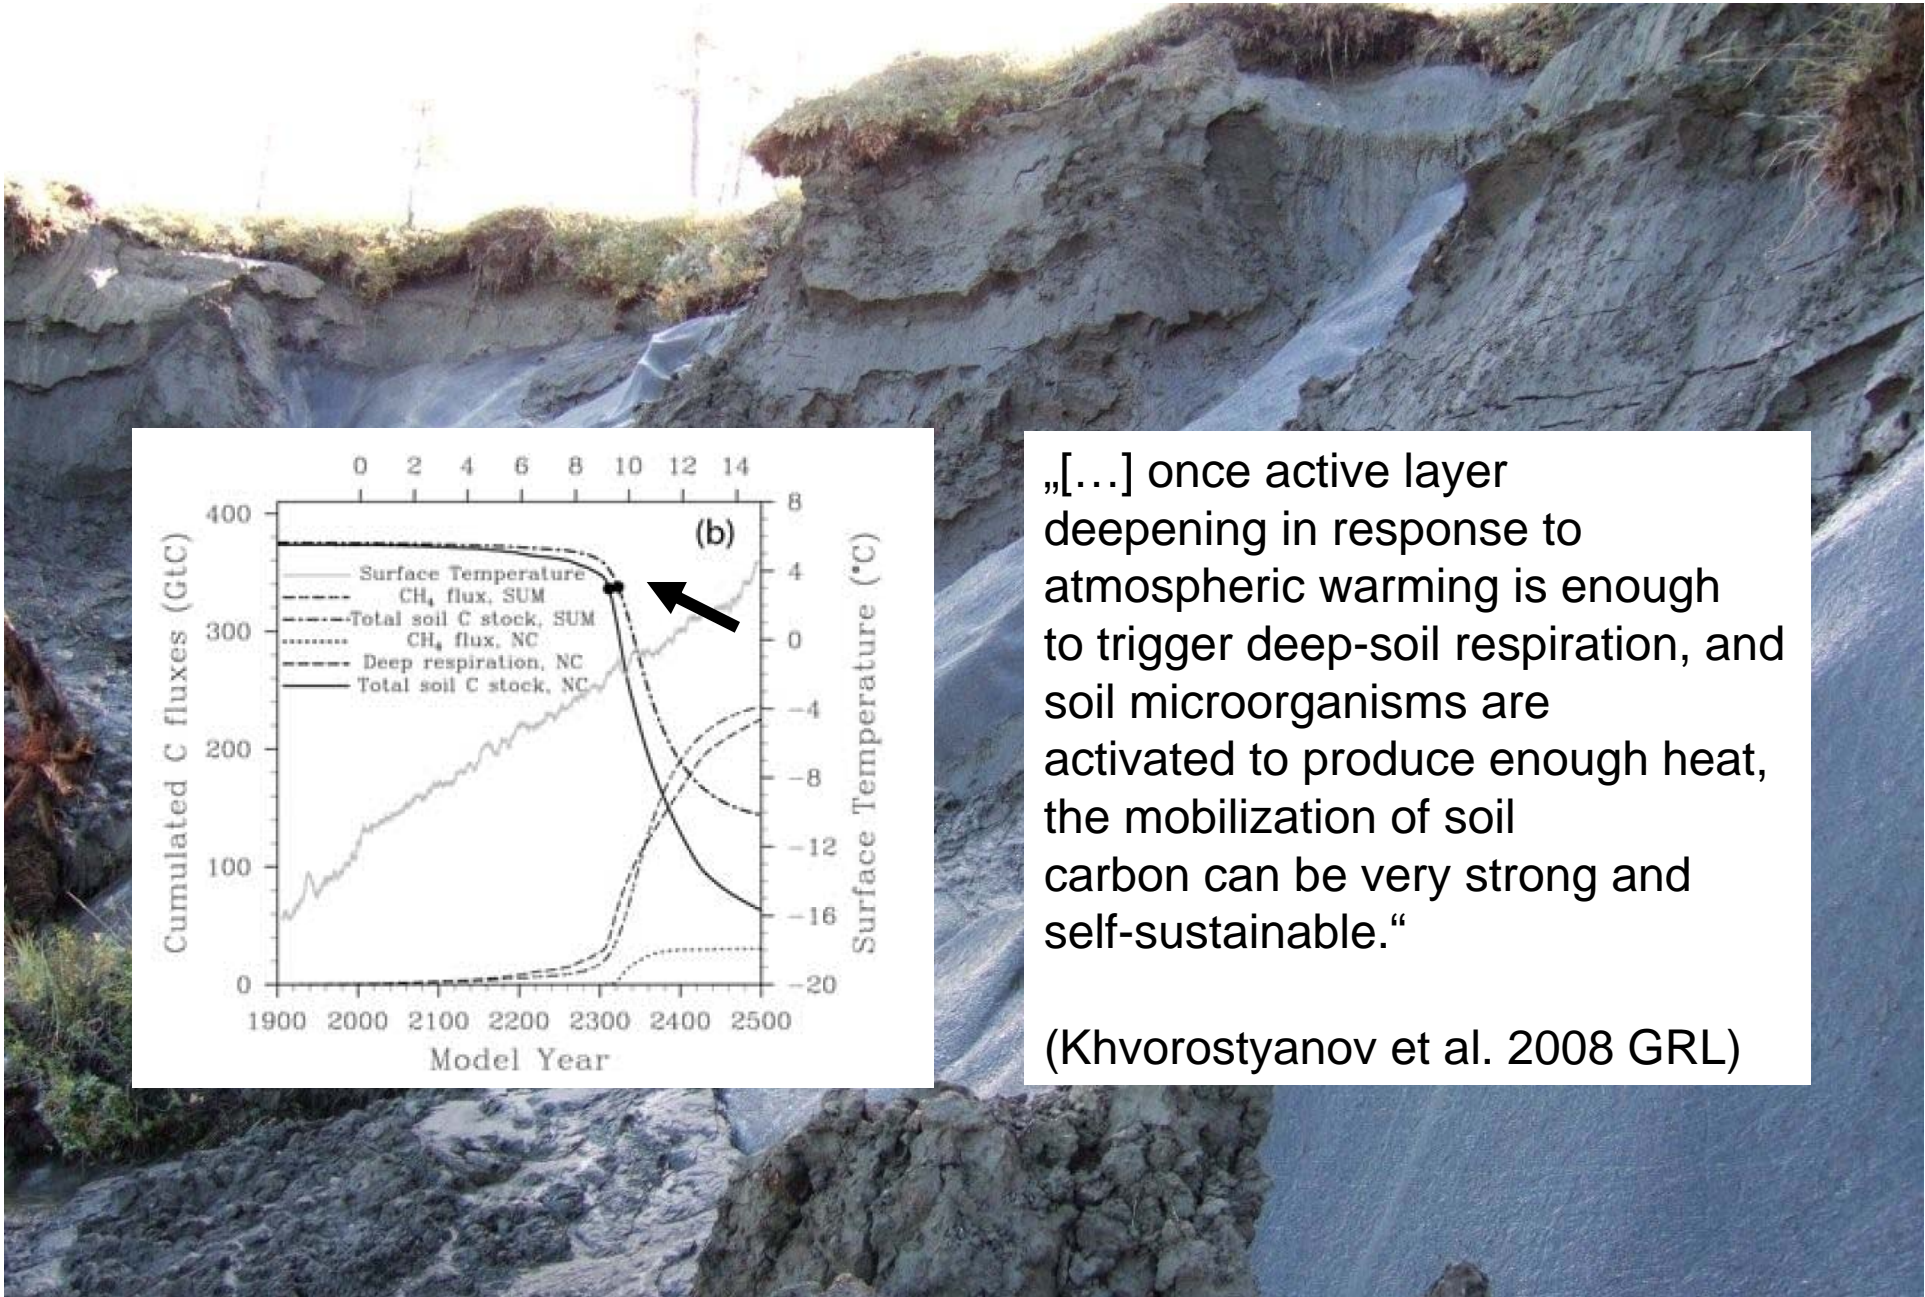 0 2 4 6 8 10 12 14
400
300
200
100
0
Cumulated C fluxes (GtC)
(b)
Surface Temperature
CH₄ flux, SUM
Total soil C stock, SUM
CH₄ flux, NC
Deep respiration, NC
Total soil C stock, NC
8
4
0
−4
−8
−12
−16
−20
Surface Temperature (°C)
1900 2000 2100 2200 2300 2400 2500
Model Year
„[…] once active layer
deepening in response to
atmospheric warming is enough
to trigger deep-soil respiration, and
soil microorganisms are
activated to produce enough heat,
the mobilization of soil
carbon can be very strong and
self-sustainable.“
(Khvorostyanov et al. 2008 GRL)